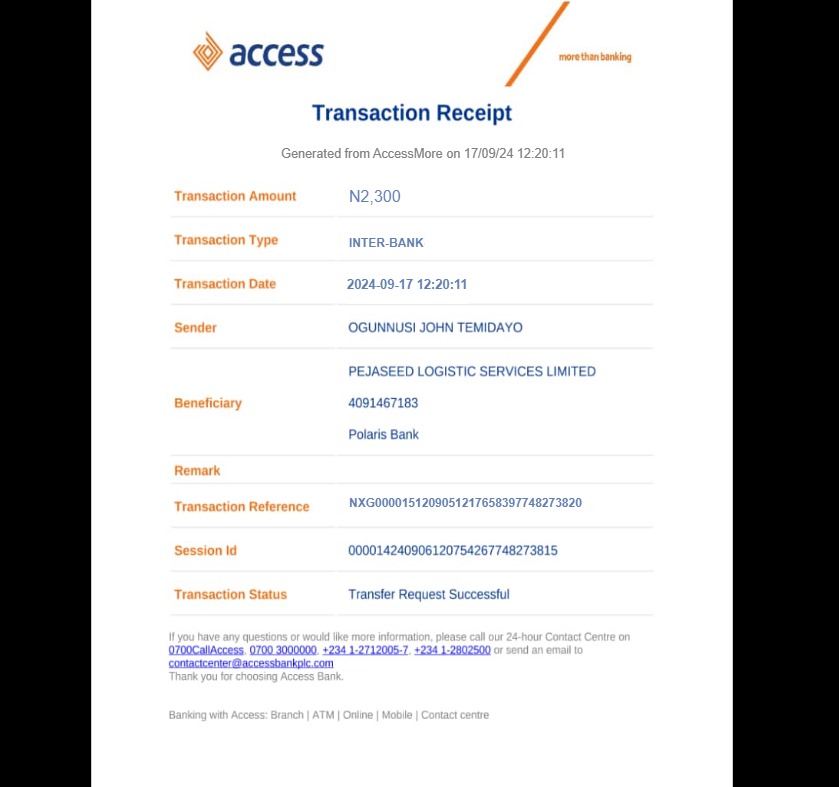 access
more than banking
Transaction Receipt
Generated from AccessMore on 17/09/24 12:20:11
Transaction Amount N2,300
Transaction Type INTER-BANK
Transaction Date 2024-09-17 12:20:11
Sender OGUNNUSI JOHN TEMIDAYO
PEJASEED LOGISTIC SERVICES LIMITED
Beneficiary 4091467183
Polaris Bank
Remark
Transaction Reference NXG0000151209051217658397748273820
Session Id 000014240906120754267748273815
Transaction Status Transfer Request Successful
If you have any questions or would like more information, please call our 24-hour Contact Centre on
0700CallAccess, 0700 3000000, +234 1-2712005-7, +234 1-2802500 or send an email to
contactcenter@accessbankplc.com
Thank you for choosing Access Bank.
Banking with Access: Branch | ATM | Online | Mobile | Contact centre